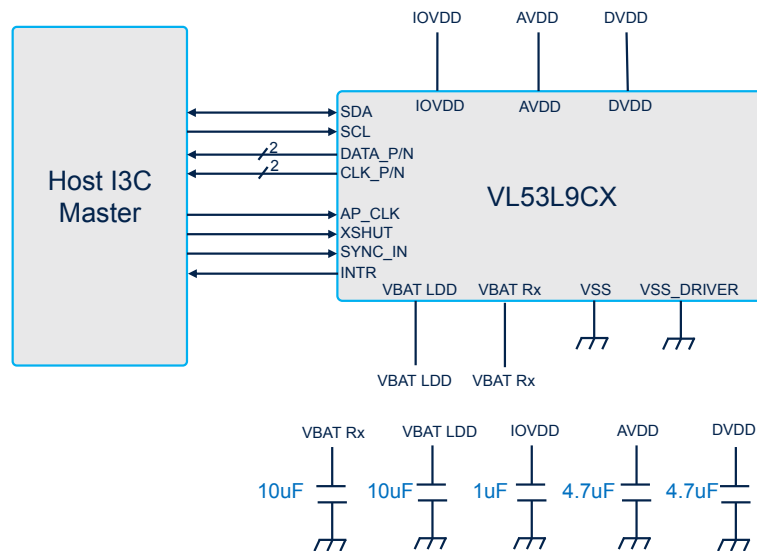 IOVDD AVDD DVDD
IOVDD AVDD DVDD
Host I3C
Master
SDA
SCL
2 DATA_P/N
2 CLK_P/N
AP_CLK
XSHUT
SYNC_IN
INTR
VL53L9CX
VBAT LDD VBAT Rx VSS VSS_DRIVER
VBAT LDD VBAT Rx
VBAT Rx VBAT LDD IOVDD AVDD DVDD
10uF 10uF 1uF 4.7uF 4.7uF